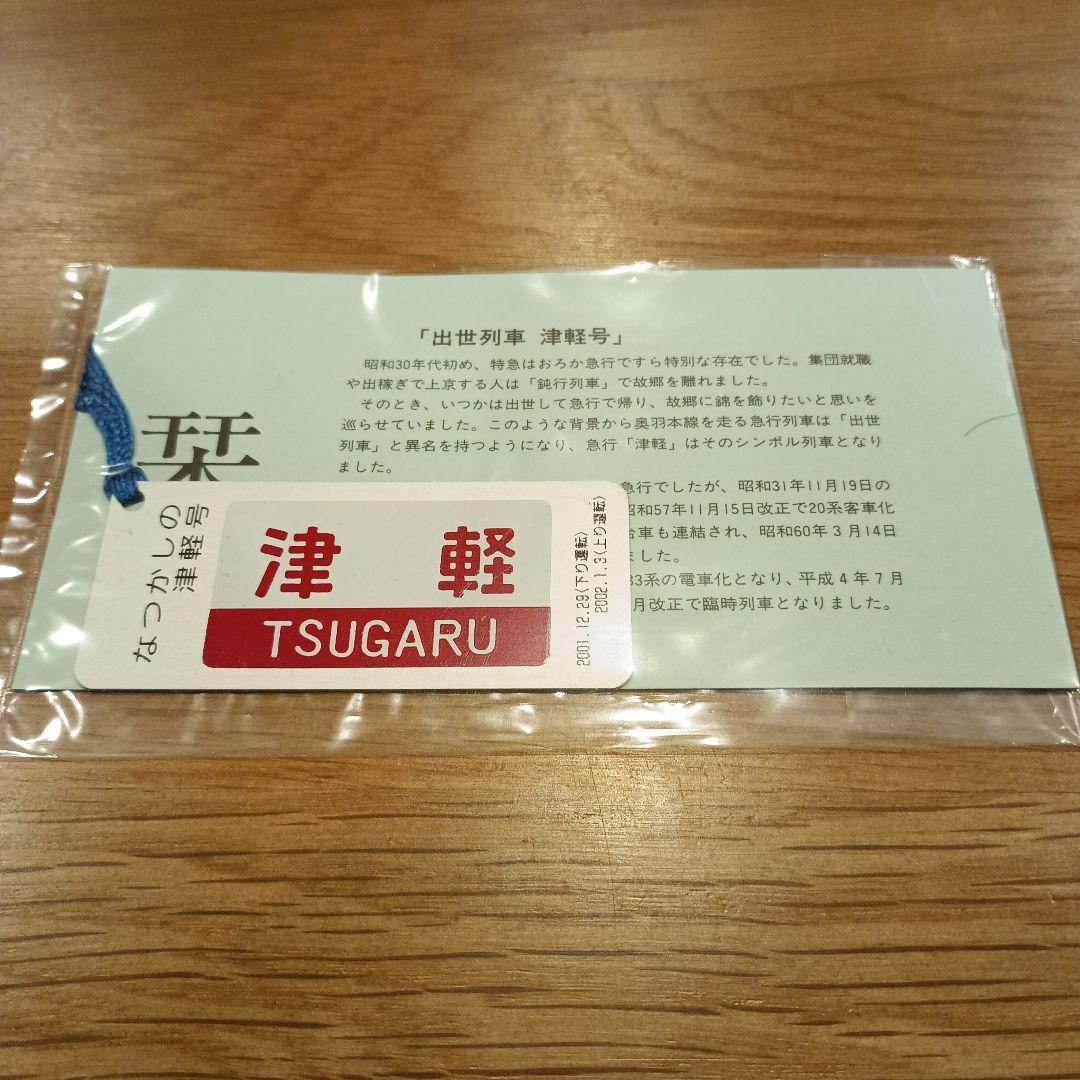 「出世列車 津軽号」
昭和30年代初め、特急はおろか急行ですら特別な存在でした。集団就職
や出稼ぎで上京する人は「鈍行列車」で故郷を離れました。
そのとき、いつかは出世して急行で帰り、故郷に錦を飾りたいと思いを
巡らせていました。このような背景から奥羽本線を走る急行列車は「出世
列車」と異名を持つようになり、急行「津軽」はそのシンボル列車となり
ました。
急行でしたが、昭和31年11月19日の
昭和57年11月15日改正で20系客車化
台車も連結され、昭和60年3月14日
ました。
83系の電車化となり、平成4年7月
月改正で臨時列車となりました。
栞
なつかしの
津軽号
津軽
TSUGARU
2001.12.29〈下り運転〉
2002.1.3〈上り運転〉